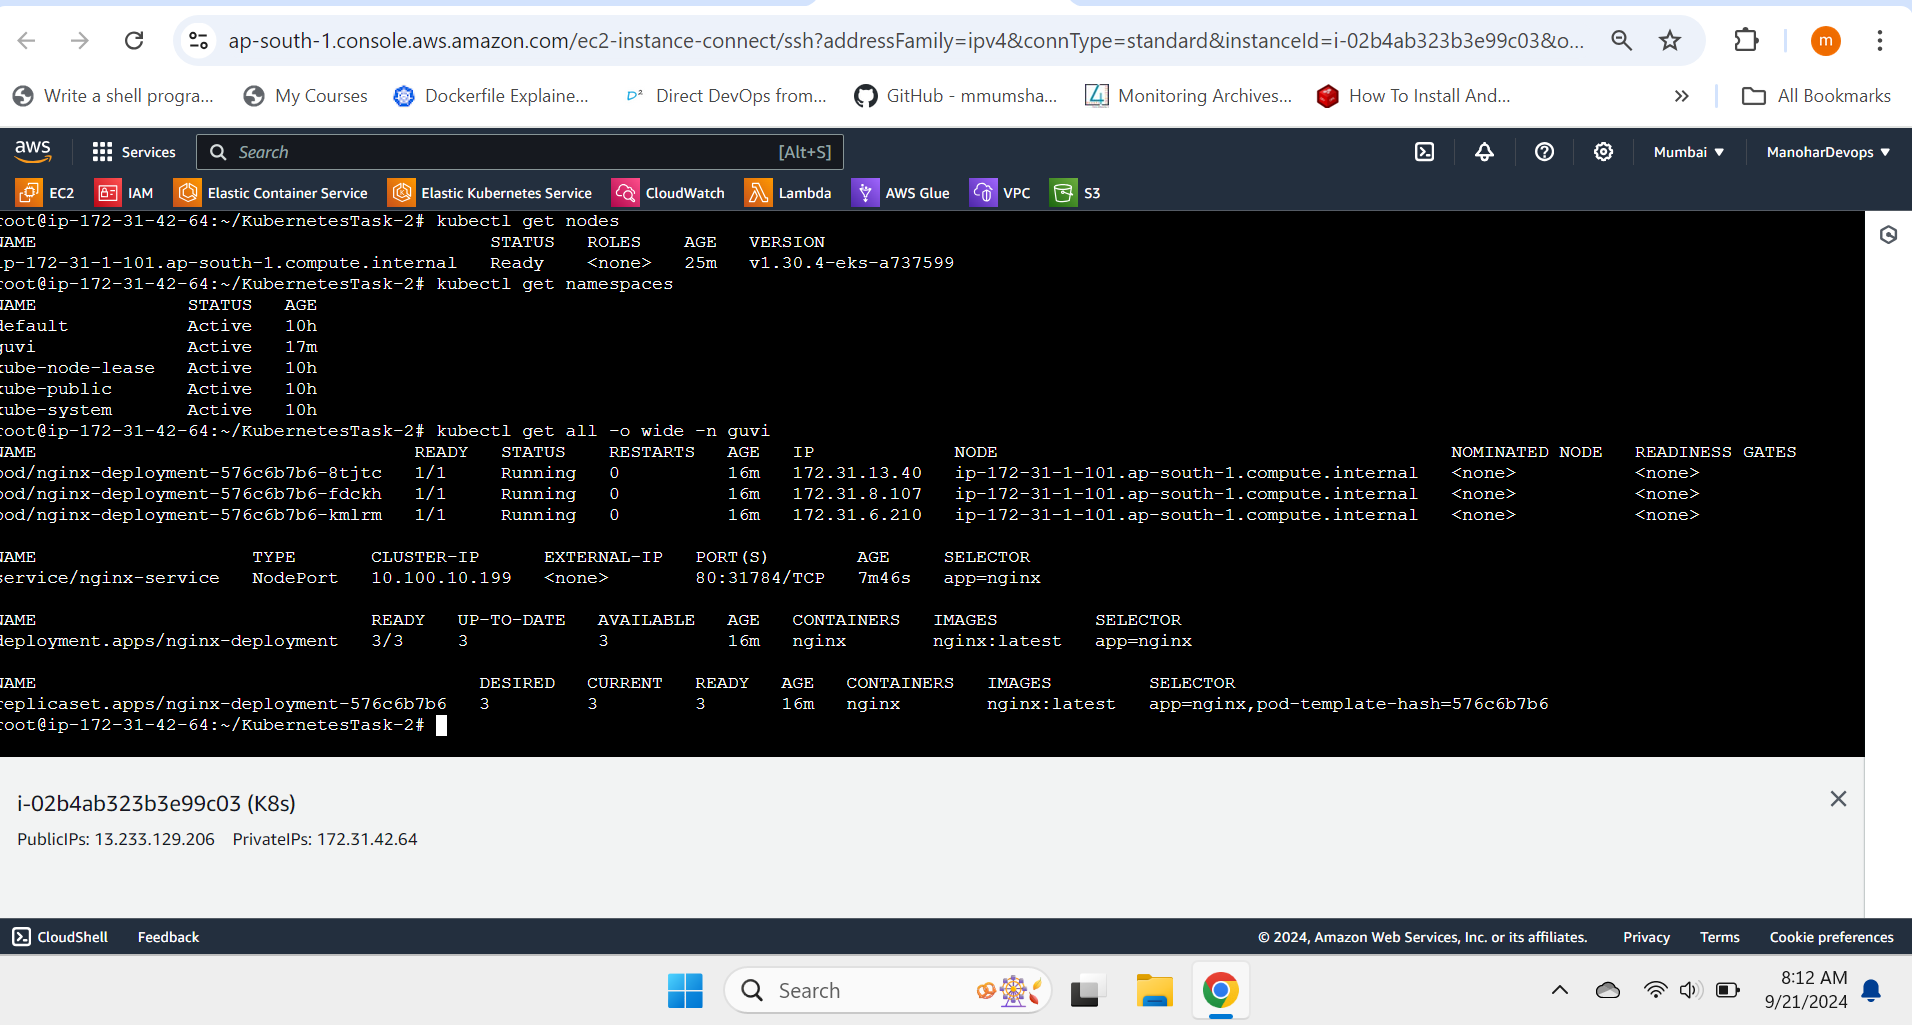 ap-south-1.console.aws.amazon.com/ec2-instance-connect/ssh?addressFamily=ipv4&connType=standard&instanceId=i-02b4ab323b3e99c03&o...
m
Write a shell progra... My Courses Dockerfile Explaine... D² Direct DevOps from... GitHub - mmumsha... Monitoring Archives... How To Install And... » All Bookmarks
aws Services Search [Alt+S] Mumbai ▼ ManoharDevops ▼
EC2 IAM Elastic Container Service Elastic Kubernetes Service CloudWatch Lambda AWS Glue VPC S3
root@ip-172-31-42-64:~/KubernetesTask-2# kubectl get nodes
NAME STATUS ROLES AGE VERSION
ip-172-31-1-101.ap-south-1.compute.internal Ready <none> 25m v1.30.4-eks-a737599
root@ip-172-31-42-64:~/KubernetesTask-2# kubectl get namespaces
NAME STATUS AGE
default Active 10h
guvi Active 17m
kube-node-lease Active 10h
kube-public Active 10h
kube-system Active 10h
root@ip-172-31-42-64:~/KubernetesTask-2# kubectl get all -o wide -n guvi
NAME READY STATUS RESTARTS AGE IP NODE NOMINATED NODE READINESS GATES
pod/nginx-deployment-576c6b7b6-8tjtc 1/1 Running 0 16m 172.31.13.40 ip-172-31-1-101.ap-south-1.compute.internal <none> <none>
pod/nginx-deployment-576c6b7b6-fdckh 1/1 Running 0 16m 172.31.8.107 ip-172-31-1-101.ap-south-1.compute.internal <none> <none>
pod/nginx-deployment-576c6b7b6-kmlrm 1/1 Running 0 16m 172.31.6.210 ip-172-31-1-101.ap-south-1.compute.internal <none> <none>
NAME TYPE CLUSTER-IP EXTERNAL-IP PORT(S) AGE SELECTOR
service/nginx-service NodePort 10.100.10.199 <none> 80:31784/TCP 7m46s app=nginx
NAME READY UP-TO-DATE AVAILABLE AGE CONTAINERS IMAGES SELECTOR
deployment.apps/nginx-deployment 3/3 3 3 16m nginx nginx:latest app=nginx
NAME DESIRED CURRENT READY AGE CONTAINERS IMAGES SELECTOR
replicaset.apps/nginx-deployment-576c6b7b6 3 3 3 16m nginx nginx:latest app=nginx,pod-template-hash=576c6b7b6
root@ip-172-31-42-64:~/KubernetesTask-2#
i-02b4ab323b3e99c03 (K8s)
PublicIPs: 13.233.129.206 PrivateIPs: 172.31.42.64
CloudShell Feedback © 2024, Amazon Web Services, Inc. or its affiliates. Privacy Terms Cookie preferences
Search
8:12 AM
9/21/2024